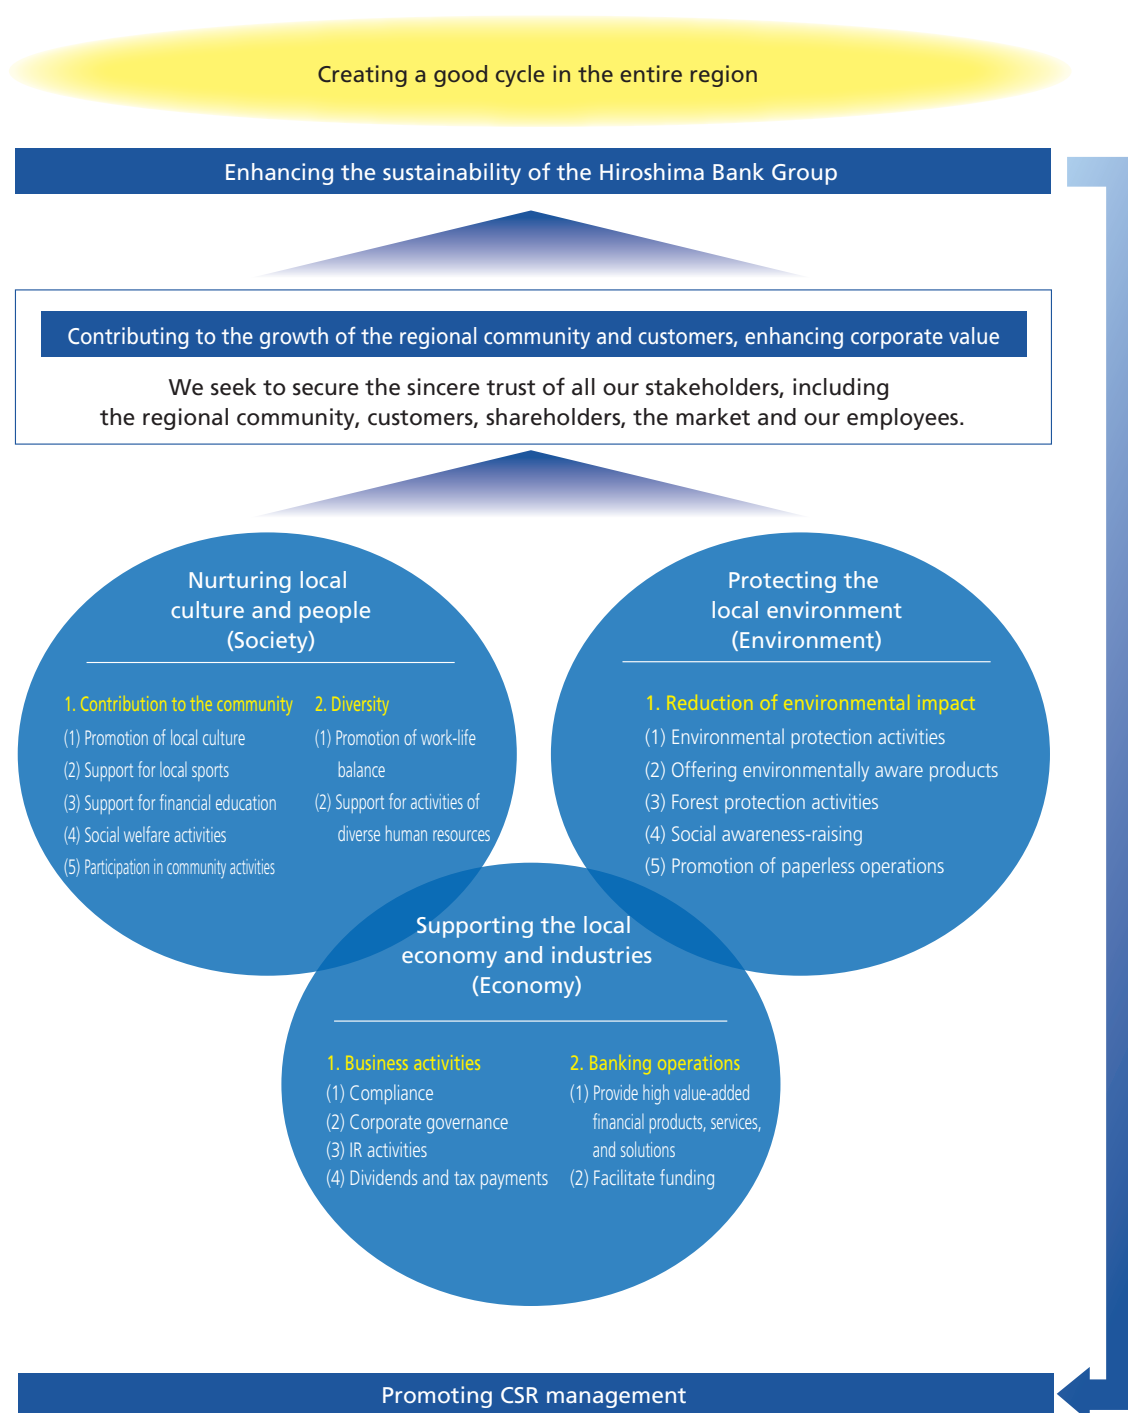 Creating a good cycle in the entire region
Enhancing the sustainability of the Hiroshima Bank Group
Contributing to the growth of the regional community and customers, enhancing corporate value
We seek to secure the sincere trust of all our stakeholders, including
the regional community, customers, shareholders, the market and our employees.
Nurturing local
culture and people
(Society)
1. Contribution to the community
(1) Promotion of local culture
(2) Support for local sports
(3) Support for financial education
(4) Social welfare activities
(5) Participation in community activities
2. Diversity
(1) Promotion of work-life
balance
(2) Support for activities of
diverse human resources
Protecting the
local environment
(Environment)
1. Reduction of environmental impact
(1) Environmental protection activities
(2) Offering environmentally aware products
(3) Forest protection activities
(4) Social awareness-raising
(5) Promotion of paperless operations
Supporting the local
economy and industries
(Economy)
1. Business activities
(1) Compliance
(2) Corporate governance
(3) IR activities
(4) Dividends and tax payments
2. Banking operations
(1) Provide high value-added
financial products, services,
and solutions
(2) Facilitate funding
Promoting CSR management